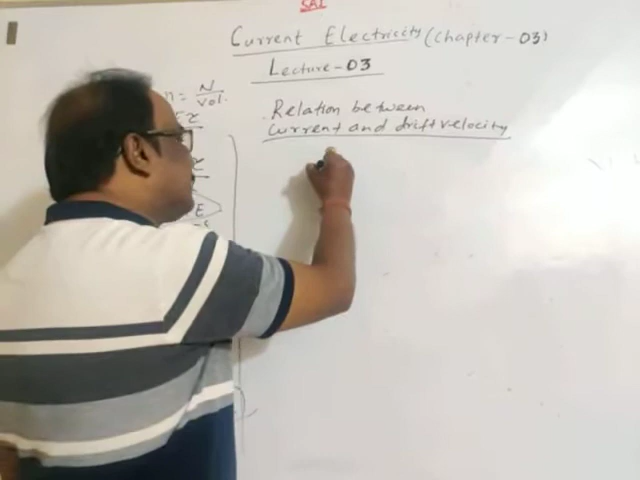 SAI
Current Electricity (Chapter-03)
Lecture-03
n = N/vol.
Relation between
Current and drift velocity
E